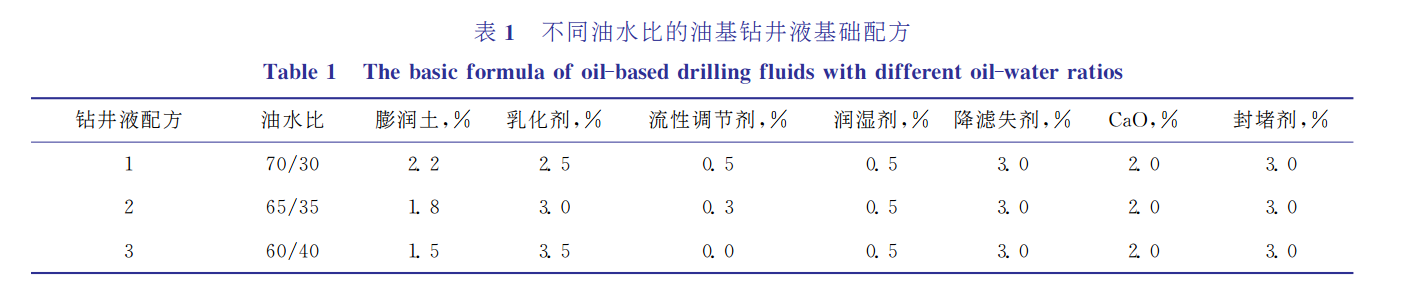 表 1 不同油水比的油基钻井液基础配方
Table 1 The basic formula of oil-based drilling fluids with different oil-water ratios
钻井液配方 油水比 膨润土,% 乳化剂,% 流性调节剂,% 润湿剂,% 降滤失剂,% CaO,% 封堵剂,%
1 70/30 2.2 2.5 0.5 0.5 3.0 2.0 3.0
2 65/35 1.8 3.0 0.3 0.5 3.0 2.0 3.0
3 60/40 1.5 3.5 0.0 0.5 3.0 2.0 3.0